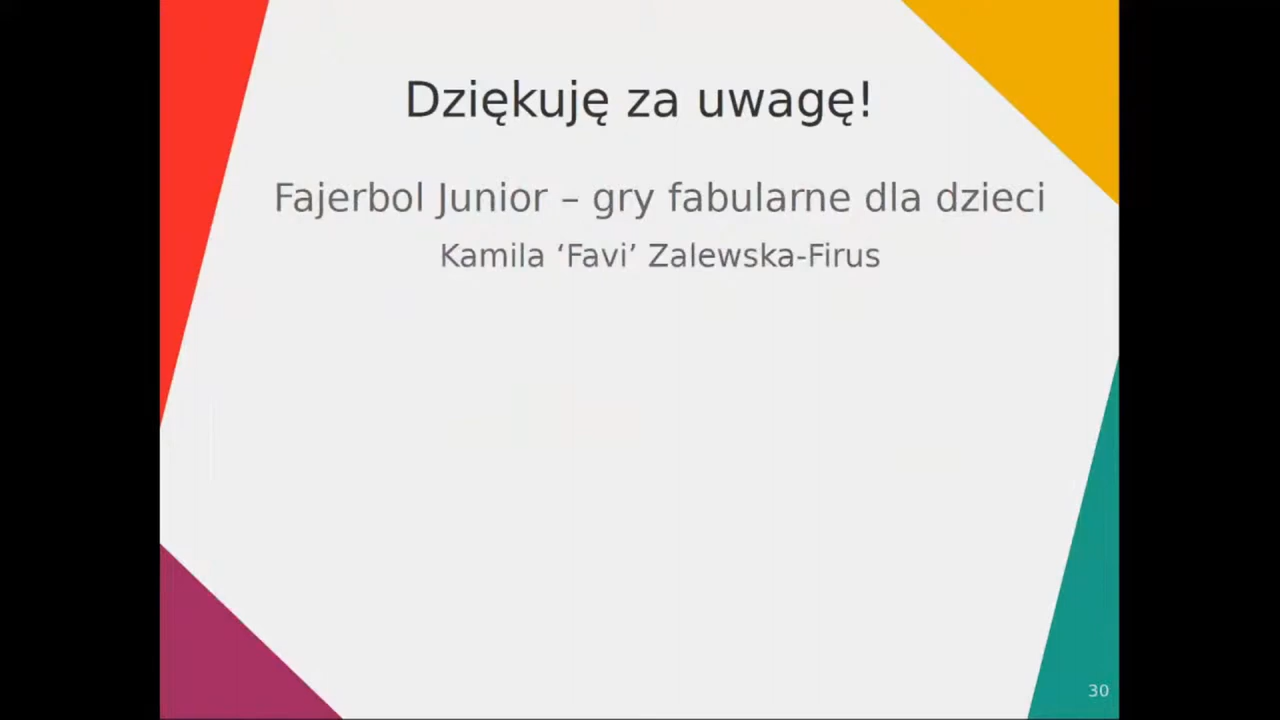 Dziękuję za uwagę!
Fajerbol Junior – gry fabularne dla dzieci
Kamila ‘Favi’ Zalewska-Firus
30